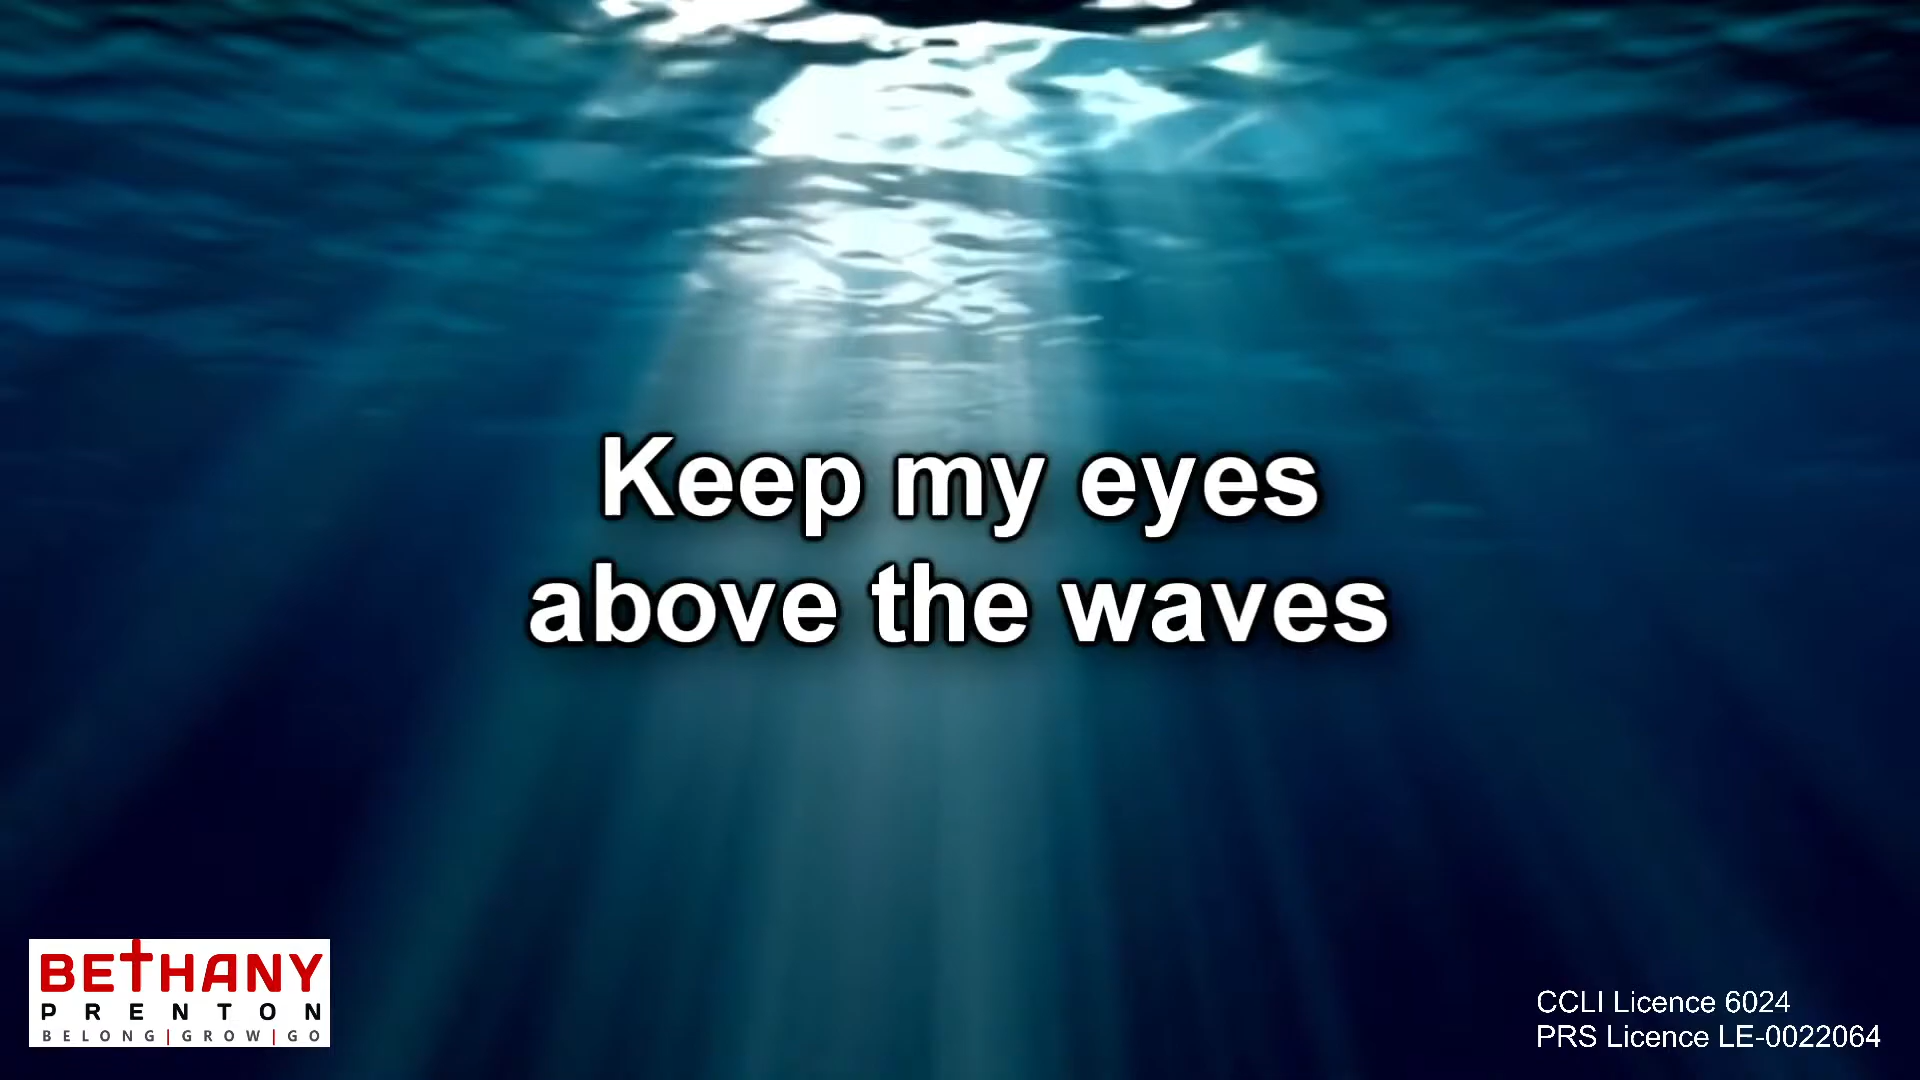 Keep my eyes
above the waves
BETHANY
PRENTON
BELONG|GROW|GO
CCLI Licence 6024
PRS Licence LE-0022064